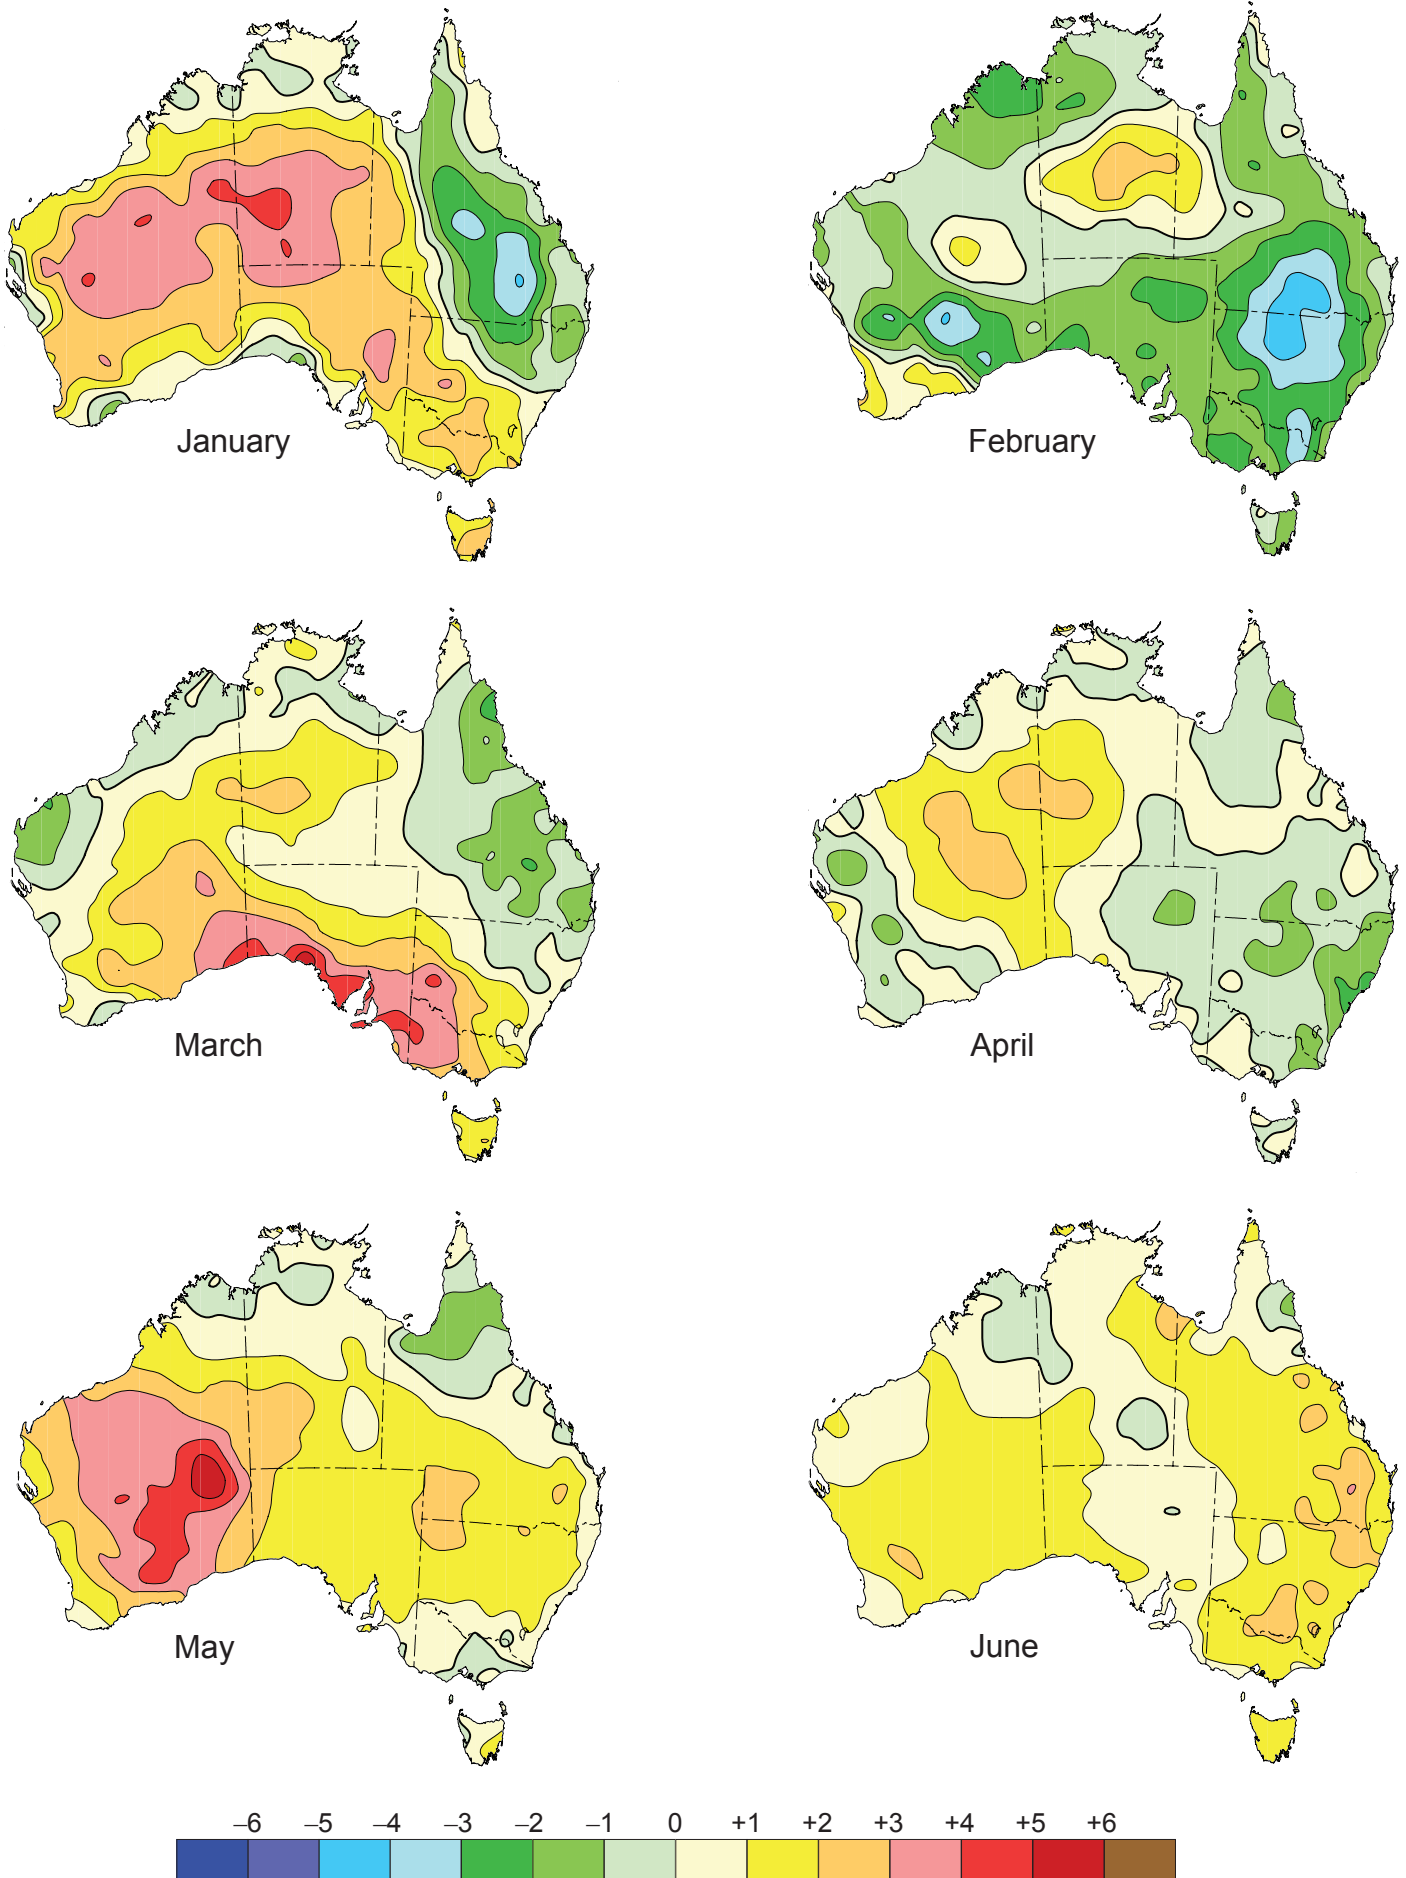 January
February
March
April
May
June
–6 –5 –4 –3 –2 –1 0 +1 +2 +3 +4 +5 +6